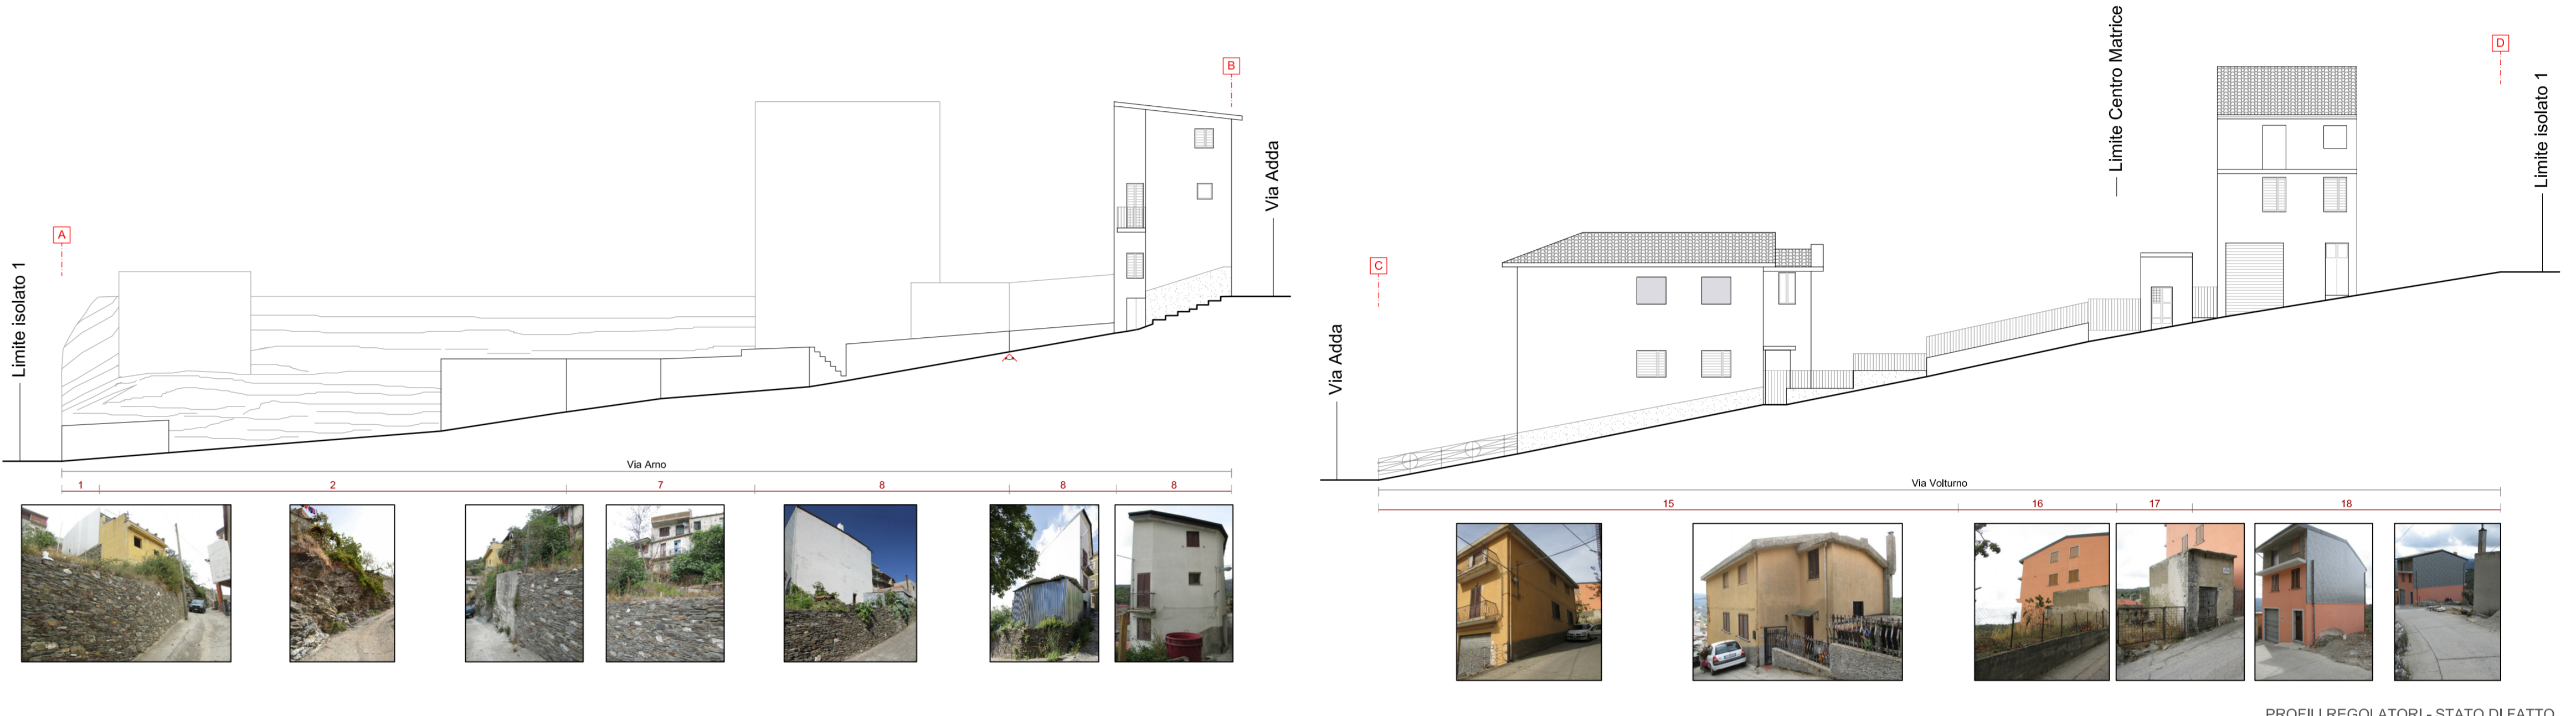 Limite isolato 1
A
B
Via Adda
Via Arno
1
2
7
8
8
8
Via Adda
C
Limite Centro Matrice
D
Limite isolato 1
Via Volturno
15
16
17
18
PROFILI REGOLATORI - STATO DI FATTO